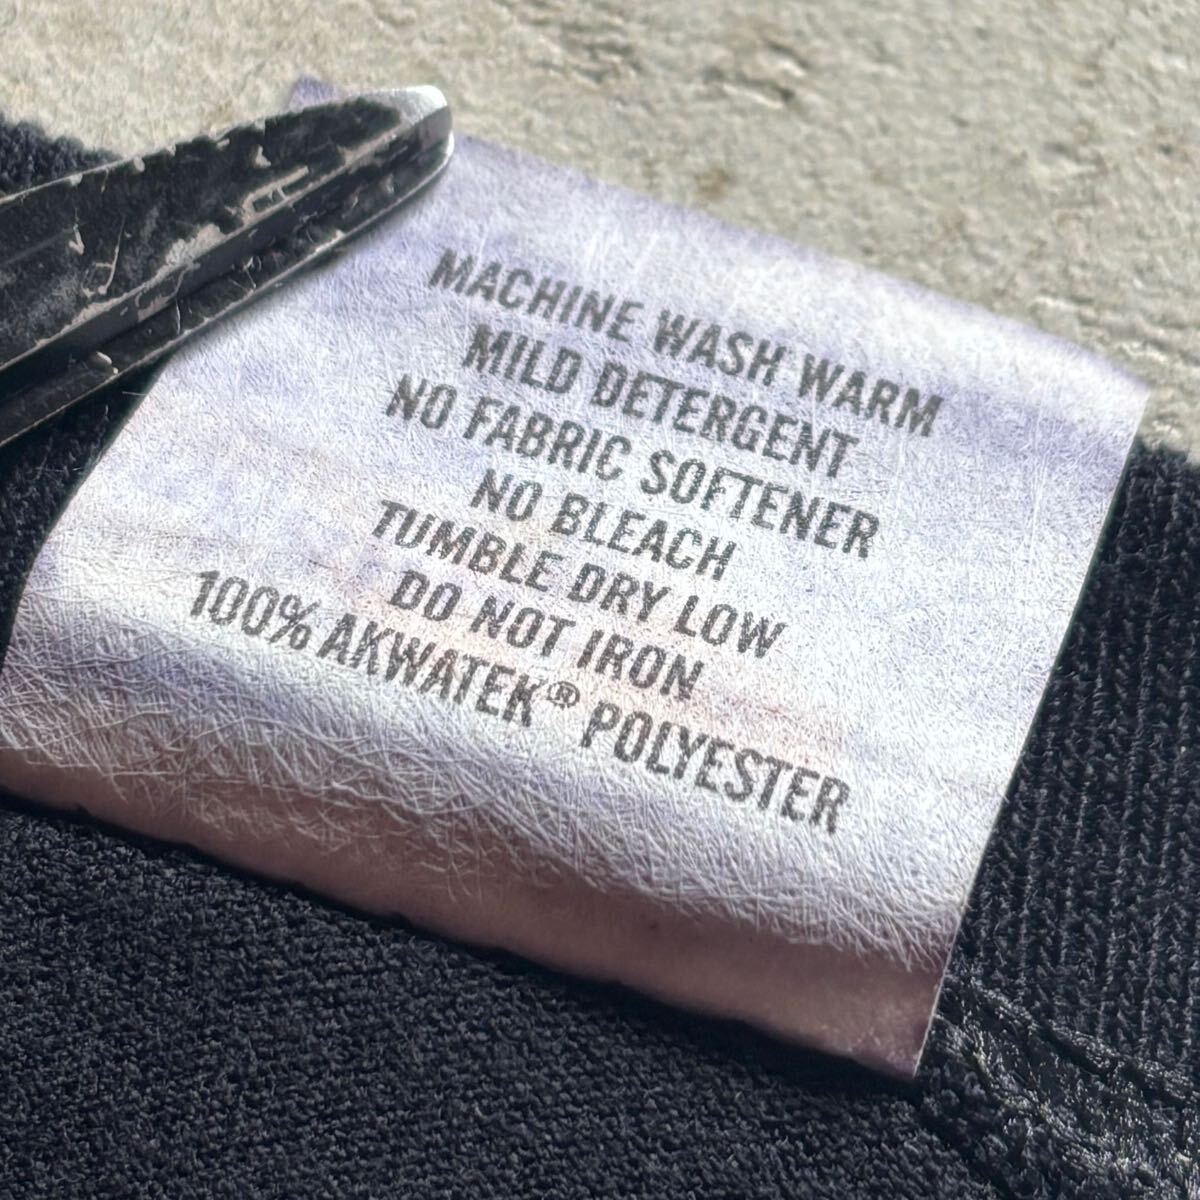 MACHINE WASH WARM
MILD DETERGENT
NO FABRIC SOFTENER
NO BLEACH
TUMBLE DRY LOW
DO NOT IRON
100% AKWATEK® POLYESTER